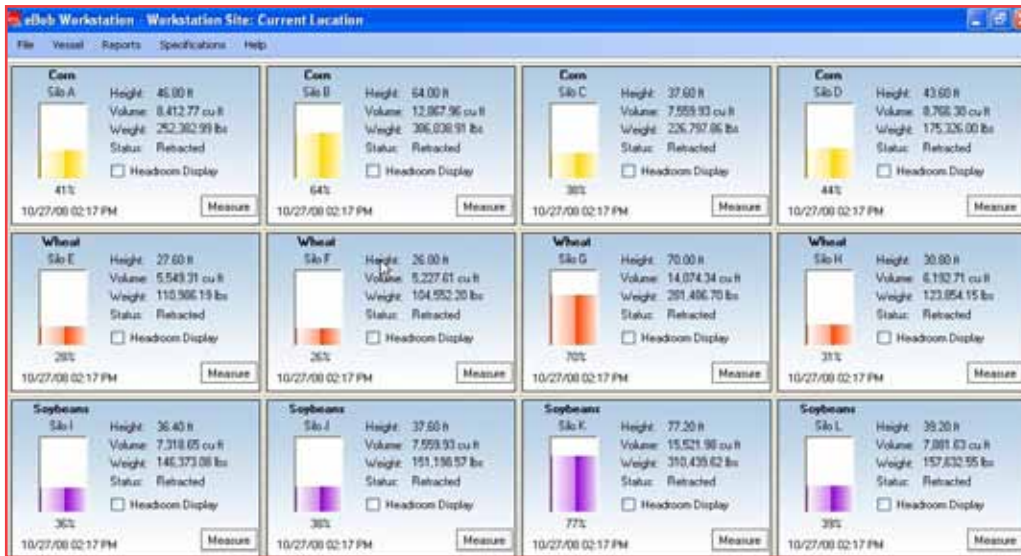 eBob Workstation - Workstation Site: Current Location
File Vessel Reports Specifications Help
Corn
Silo A
Height: 46.00 ft
Volume: 8,412.77 cu ft
Weight: 252,382.99 lbs
Status: Retracted
Headroom Display
41%
10/27/08 02:17 PM
Measure
Corn
Silo B
Height: 64.00 ft
Volume: 12,867.96 cu ft
Weight: 386,038.91 lbs
Status: Retracted
Headroom Display
64%
10/27/08 02:17 PM
Measure
Corn
Silo C
Height: 37.60 ft
Volume: 7,559.93 cu ft
Weight: 226,797.86 lbs
Status: Retracted
Headroom Display
38%
10/27/08 02:17 PM
Measure
Corn
Silo D
Height: 43.60 ft
Volume: 8,766.30 cu ft
Weight: 175,326.00 lbs
Status: Retracted
Headroom Display
44%
10/27/08 02:17 PM
Measure
Wheat
Silo E
Height: 27.60 ft
Volume: 5,549.31 cu ft
Weight: 110,986.19 lbs
Status: Retracted
Headroom Display
28%
10/27/08 02:17 PM
Measure
Wheat
Silo F
Height: 26.00 ft
Volume: 5,227.61 cu ft
Weight: 104,552.20 lbs
Status: Retracted
Headroom Display
26%
10/27/08 02:17 PM
Measure
Wheat
Silo G
Height: 70.00 ft
Volume: 14,074.34 cu ft
Weight: 281,486.70 lbs
Status: Retracted
Headroom Display
70%
10/27/08 02:17 PM
Measure
Wheat
Silo H
Height: 30.80 ft
Volume: 6,192.71 cu ft
Weight: 123,854.15 lbs
Status: Retracted
Headroom Display
31%
10/27/08 02:17 PM
Measure
Soybeans
Silo I
Height: 36.40 ft
Volume: 7,318.65 cu ft
Weight: 146,373.08 lbs
Status: Retracted
Headroom Display
36%
10/27/08 02:17 PM
Measure
Soybeans
Silo J
Height: 37.60 ft
Volume: 7,559.93 cu ft
Weight: 151,198.57 lbs
Status: Retracted
Headroom Display
38%
10/27/08 02:17 PM
Measure
Soybeans
Silo K
Height: 77.20 ft
Volume: 15,521.98 cu ft
Weight: 310,439.62 lbs
Status: Retracted
Headroom Display
77%
10/27/08 02:17 PM
Measure
Soybeans
Silo L
Height: 39.20 ft
Volume: 7,881.63 cu ft
Weight: 157,632.55 lbs
Status: Retracted
Headroom Display
39%
10/27/08 02:17 PM
Measure